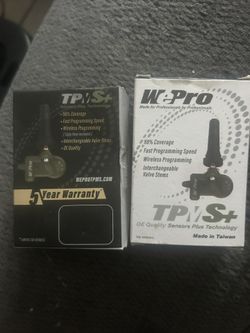 TPMS+
• 98% Coverage
• Fast Programming Speed
• Wireless Programming
• Interchangeable Valve Stems
• OE Quality
WePro
5 Year Warranty*
WEPROTPMS.COM
WePro
Made for Professionals by Professionals
• 98% Coverage
Fast Programming Speed
Wireless Programming
Interchangeable
Valve Stems
TPMS+
OE Quality Sensors Plus Technology
Made in Taiwan